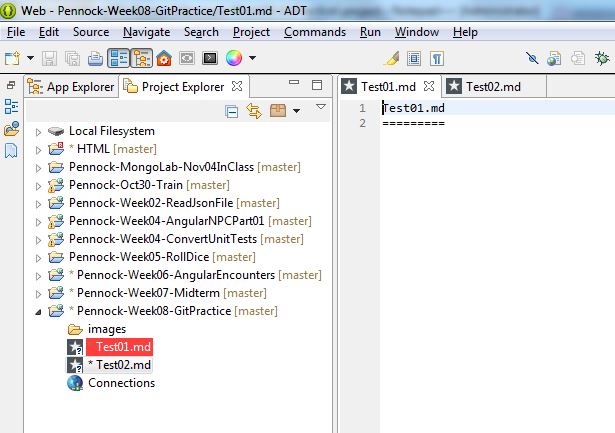 Web - Pennock-Week08-GitPractice/Test01.md - ADT
File Edit Source Navigate Search Project Commands Run Window Help
App Explorer Project Explorer
Test01.md Test02.md
Local Filesystem
* HTML [master]
Pennock-MongoLab-Nov04InClass
Pennock-Oct30-Train [master]
Pennock-Week02-ReadJsonFile [master]
Pennock-Week04-AngularNPCPart01 [master]
Pennock-Week04-ConvertUnitTests [master]
Pennock-Week05-RollDice [master]
* Pennock-Week06-AngularEncounters [master]
* Pennock-Week07-Midterm [master]
* Pennock-Week08-GitPractice [master]
images
Test01.md
* Test02.md
Connections
1 Test01.md
2 =========